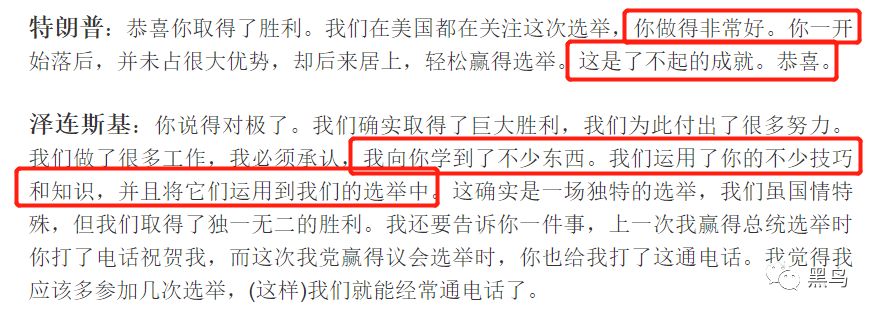 特朗普：恭喜你取得了胜利。我们在美国都在关注这次选举，你做得非常好。你一开
始落后，并未占很大优势，却后来居上，轻松赢得选举。这是了不起的成就。恭喜。
泽连斯基：你说得对极了。我们确实取得了巨大胜利，我们为此付出了很多努力。
我们做了很多工作，我必须承认，我向你学到了不少东西。我们运用了你的不少技巧
和知识，并且将它们运用到我们的选举中。这确实是一场独特的选举，我们虽国情特
殊，但我们取得了独一无二的胜利。我还要告诉你一件事，上一次我赢得总统选举时
你打了电话祝贺我，而这次我党赢得议会选举时，你也给我打了这通电话。我觉得我
应该多参加几次选举，(这样)我们就能经常通电话了。
黑鸟